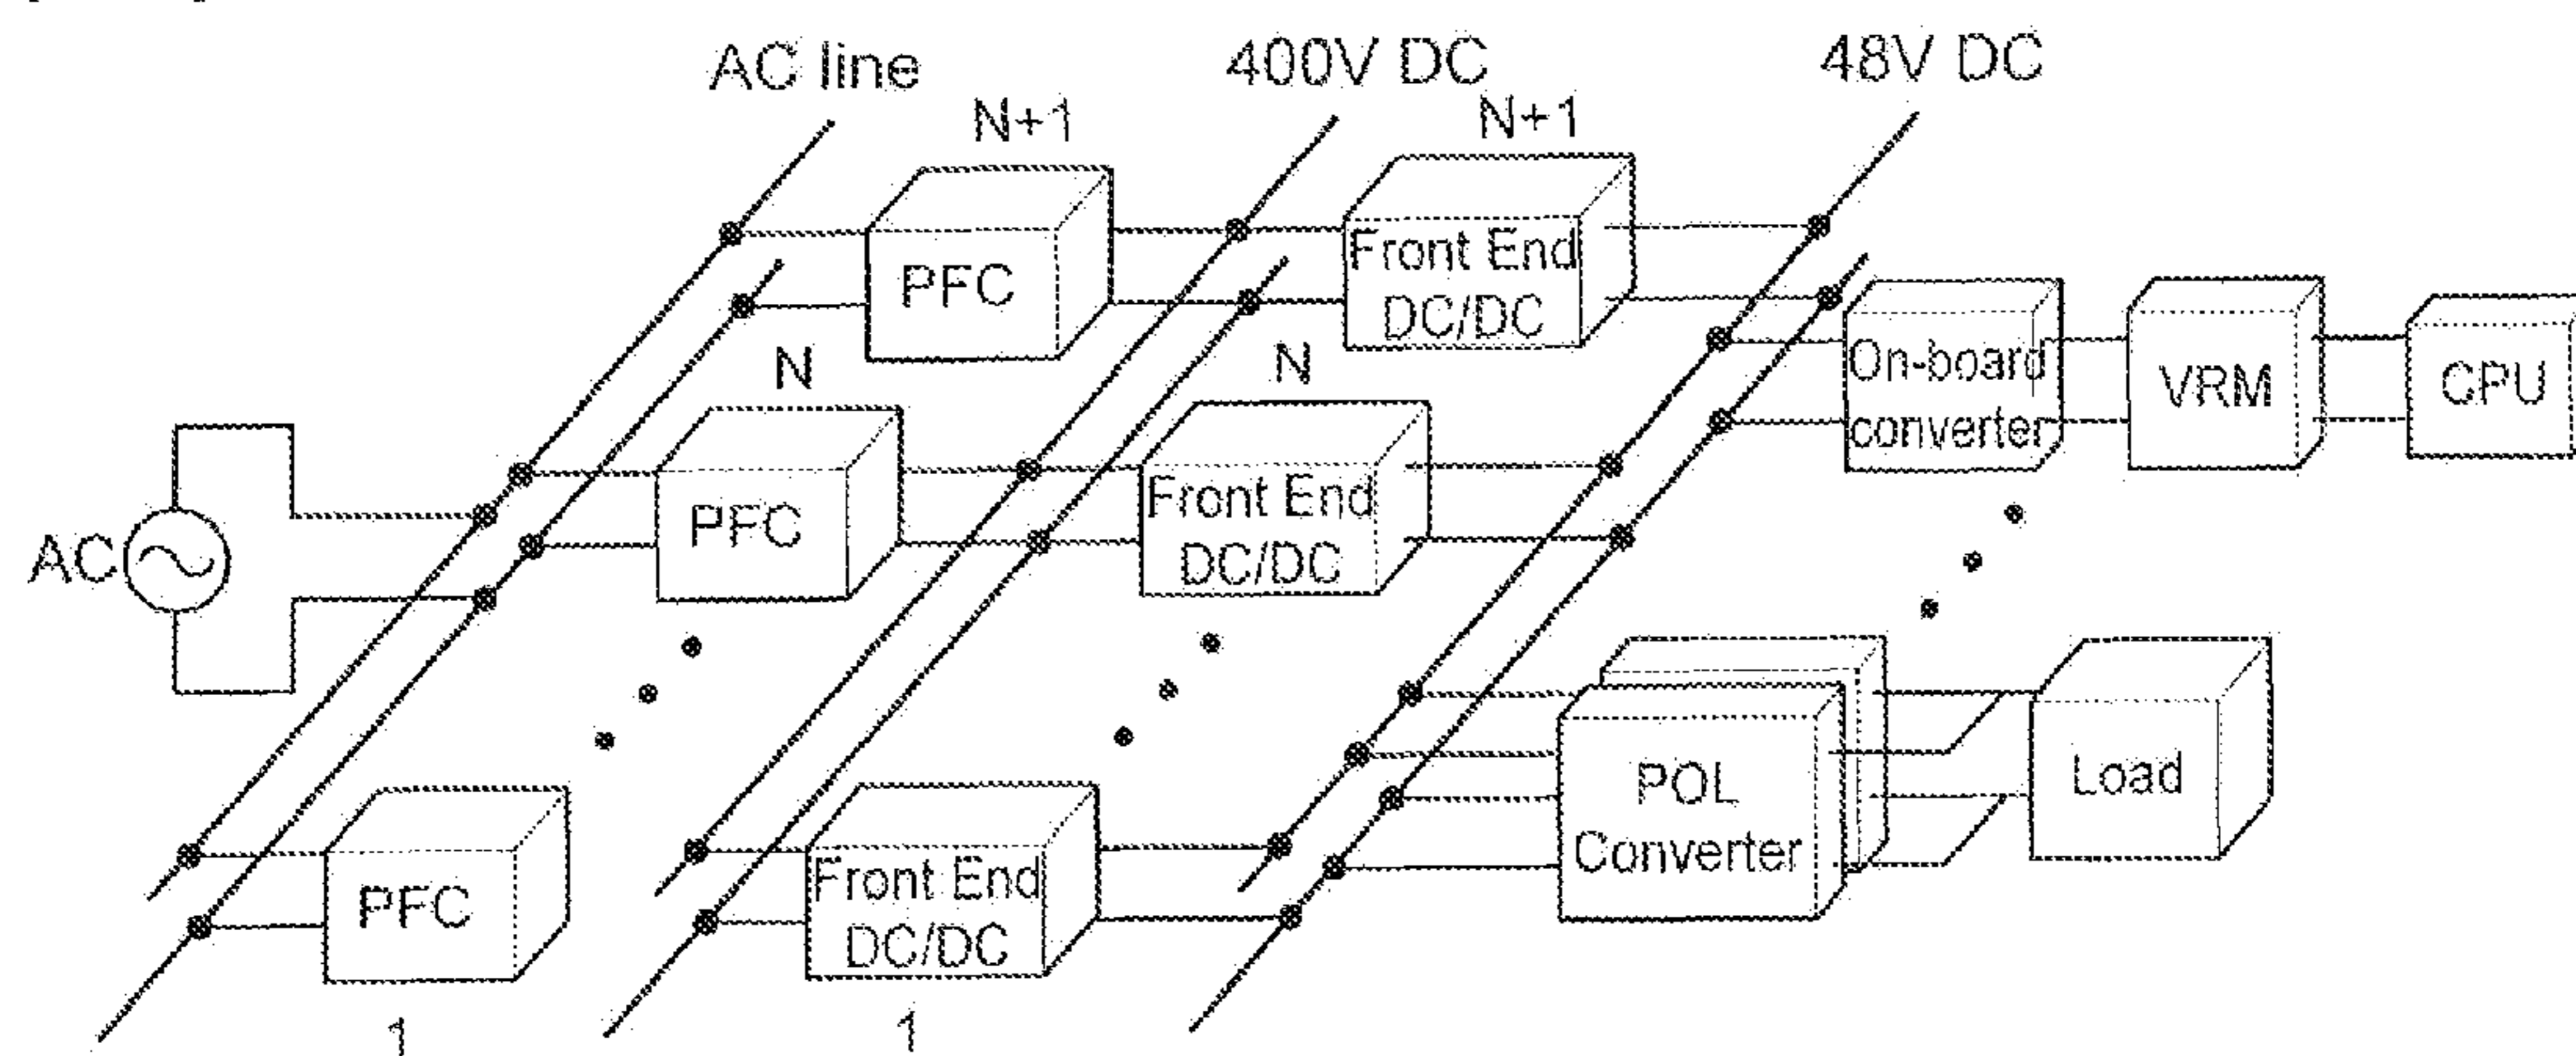 AC line
400V DC
48V DC
N+1
N+1
PFC
Front End
DC/DC
N
N
On-board
converter
VRM
CPU
AC
PFC
Front End
DC/DC
POL
Converter
Load
PFC
Front End
DC/DC
1
1